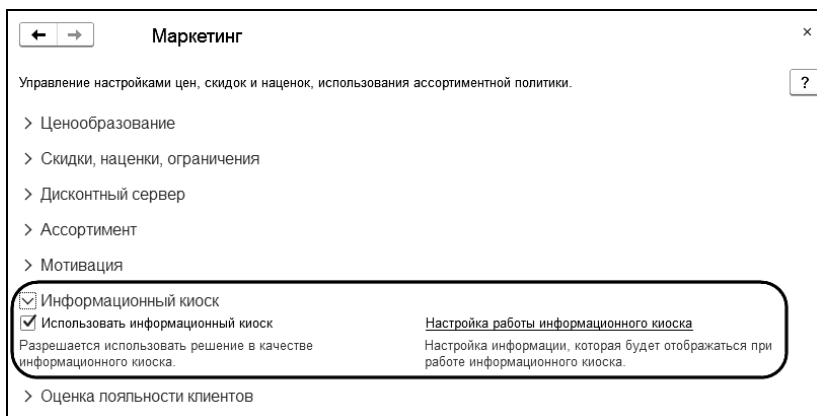 Маркетинг
Управление настройками цен, скидок и наценок, использования ассортиментной политики.
?
Ценообразование
Скидки, наценки, ограничения
Дисконтный сервер
Ассортимент
Мотивация
Информационный киоск
Использовать информационный киоск
Разрешается использовать решение в качестве
информационного киоска.
Настройка работы информационного киоска
Настройка информации, которая будет отображаться при
работе информационного киоска.
Оценка лояльности клиентов